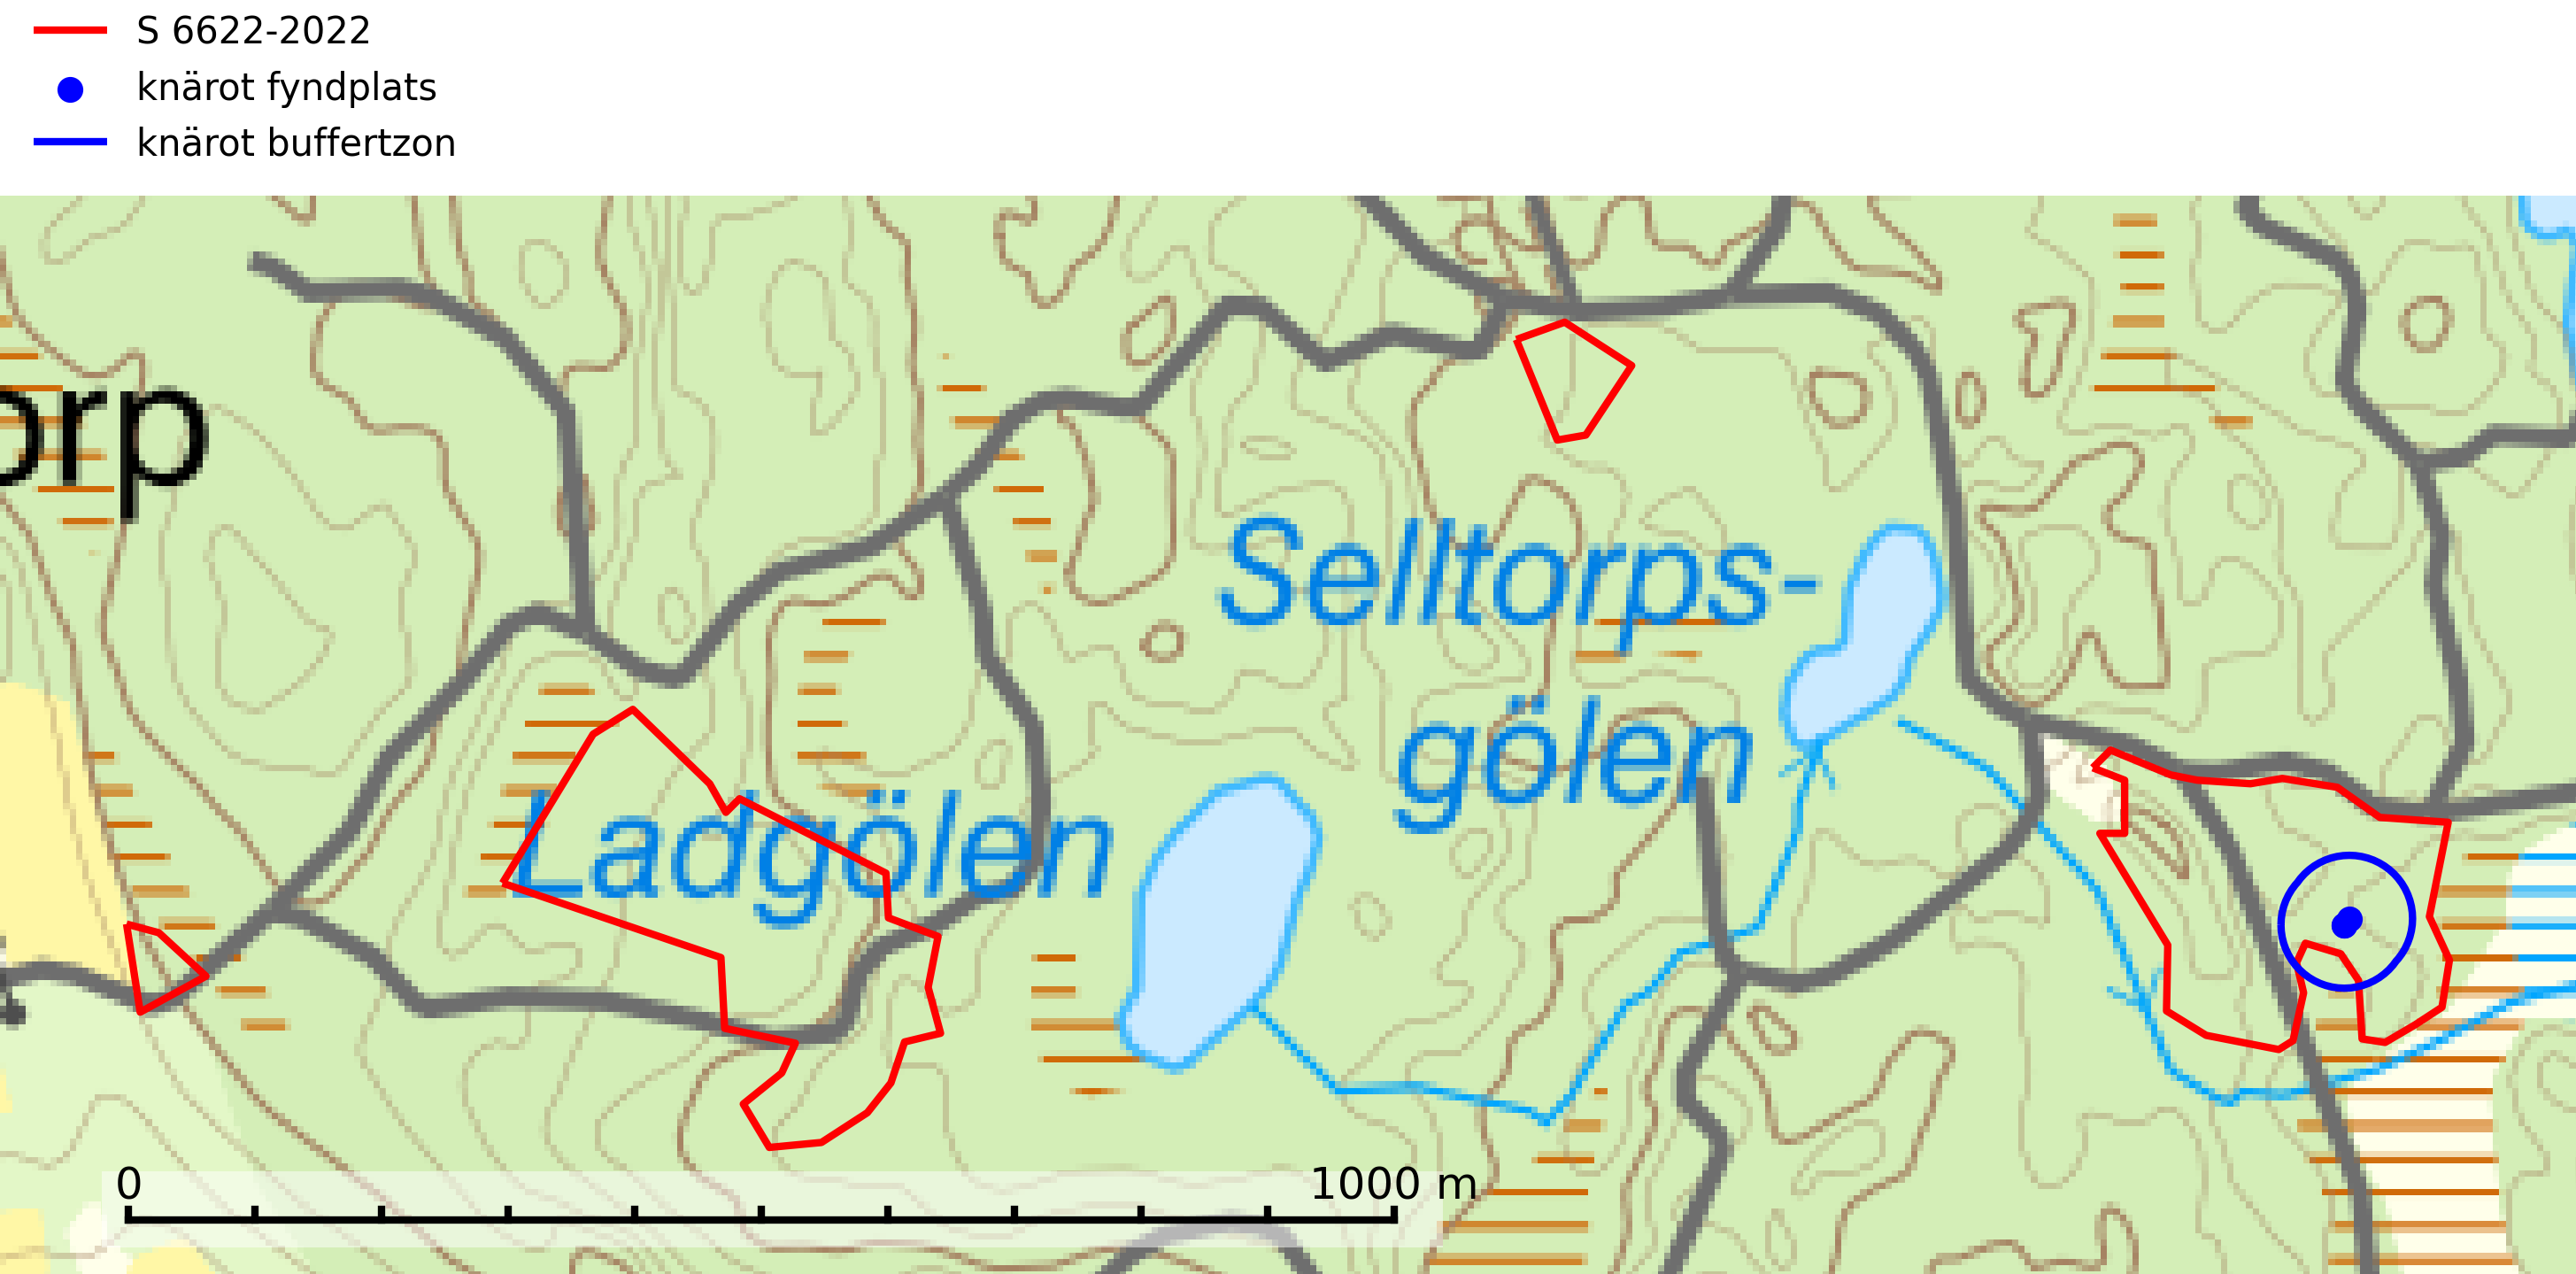 S 6622-2022
knärot fyndplats
knärot buffertzon
orp
Selltorps-
gölen
Ladgölen
0 1000 m